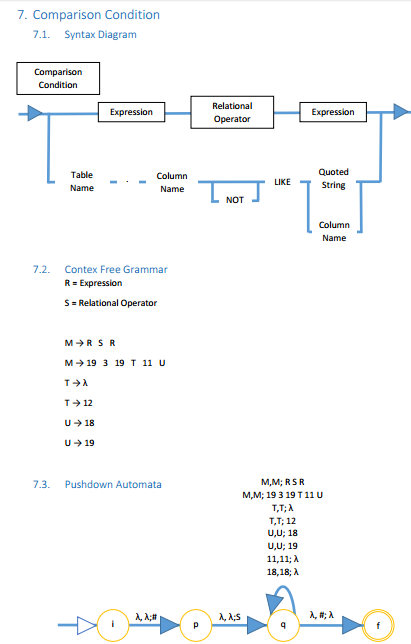 7. Comparison Condition
7.1. Syntax Diagram
Comparison
Condition
Expression
Relational
Operator
Expression
Table
Name
.
Column
Name
NOT
LIKE
Quoted
String
Column
Name
7.2. Contex Free Grammar
R = Expression
S = Relational Operator
M → R S R
M → 19 3 19 T 11 U
T → λ
T → 12
U → 18
U → 19
7.3. Pushdown Automata
M,M; R S R
M,M; 19 3 19 T 11 U
T,T; λ
T,T; 12
U,U; 18
U,U; 19
11,11; λ
18,18; λ
i
λ, λ;#
p
λ, λ;S
q
λ, #; λ
f